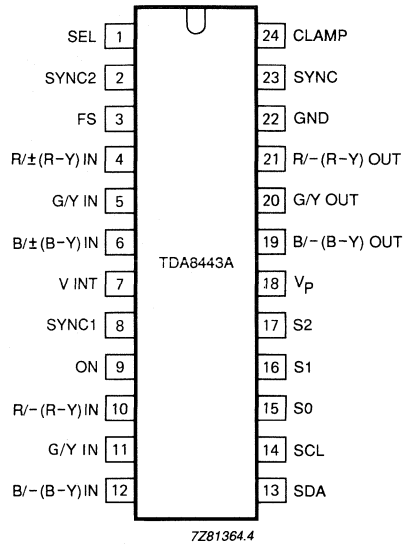 SEL 1 24 CLAMP
SYNC2 2 23 SYNC
FS 3 22 GND
R/±(R-Y) IN 4 21 R/-(R-Y) OUT
G/Y IN 5 20 G/Y OUT
B/±(B-Y) IN 6 19 B/-(B-Y) OUT
TDA8443A
V INT 7 18 VP
SYNC1 8 17 S2
ON 9 16 S1
R/-(R-Y)IN 10 15 S0
G/Y IN 11 14 SCL
B/-(B-Y)IN 12 13 SDA
7Z81364.4